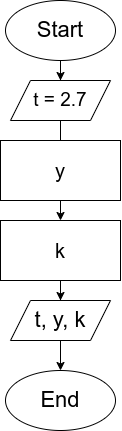 Start
t = 2.7
y
k
t, y, k
End